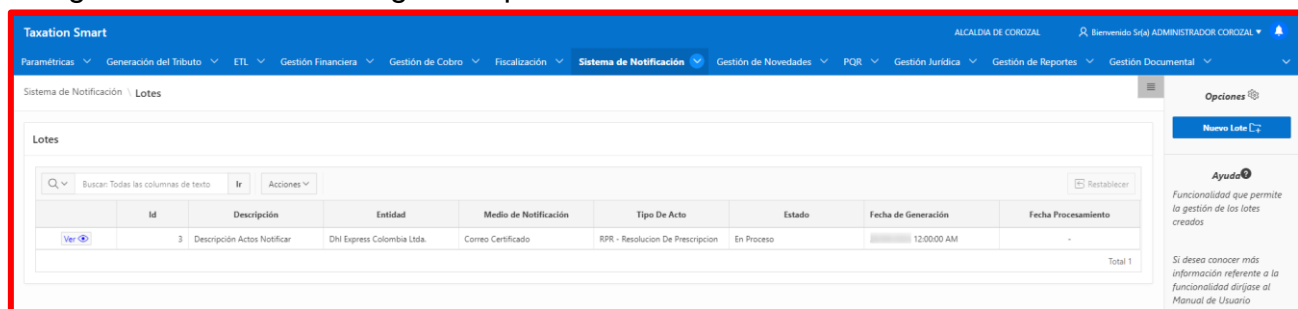 Taxation Smart ALCALDIA DE COROZAL Bienvenido Sr(a) ADMINISTRADOR COROZAL
Paramétricas Generación del Tributo ETL Gestión Financiera Gestión de Cobro Fiscalización Sistema de Notificación Gestión de Novedades PQR Gestión Jurídica Gestión de Reportes Gestión Documental
Sistema de Notificación \ Lotes
Opciones
Nuevo Lote
Lotes
Buscar: Todas las columnas de texto Ir Acciones Restablecer
Id Descripción Entidad Medio de Notificación Tipo De Acto Estado Fecha de Generación Fecha Procesamiento
Ver 3 Descripción Actos Notificar Dhl Express Colombia Ltda. Correo Certificado RPR - Resolucion De Prescripcion En Proceso 12:00:00 AM -
Total 1
Ayuda
Funcionalidad que permite
la gestión de los lotes
creados
Si desea conocer más
información referente a la
funcionalidad diríjase al
Manual de Usuario